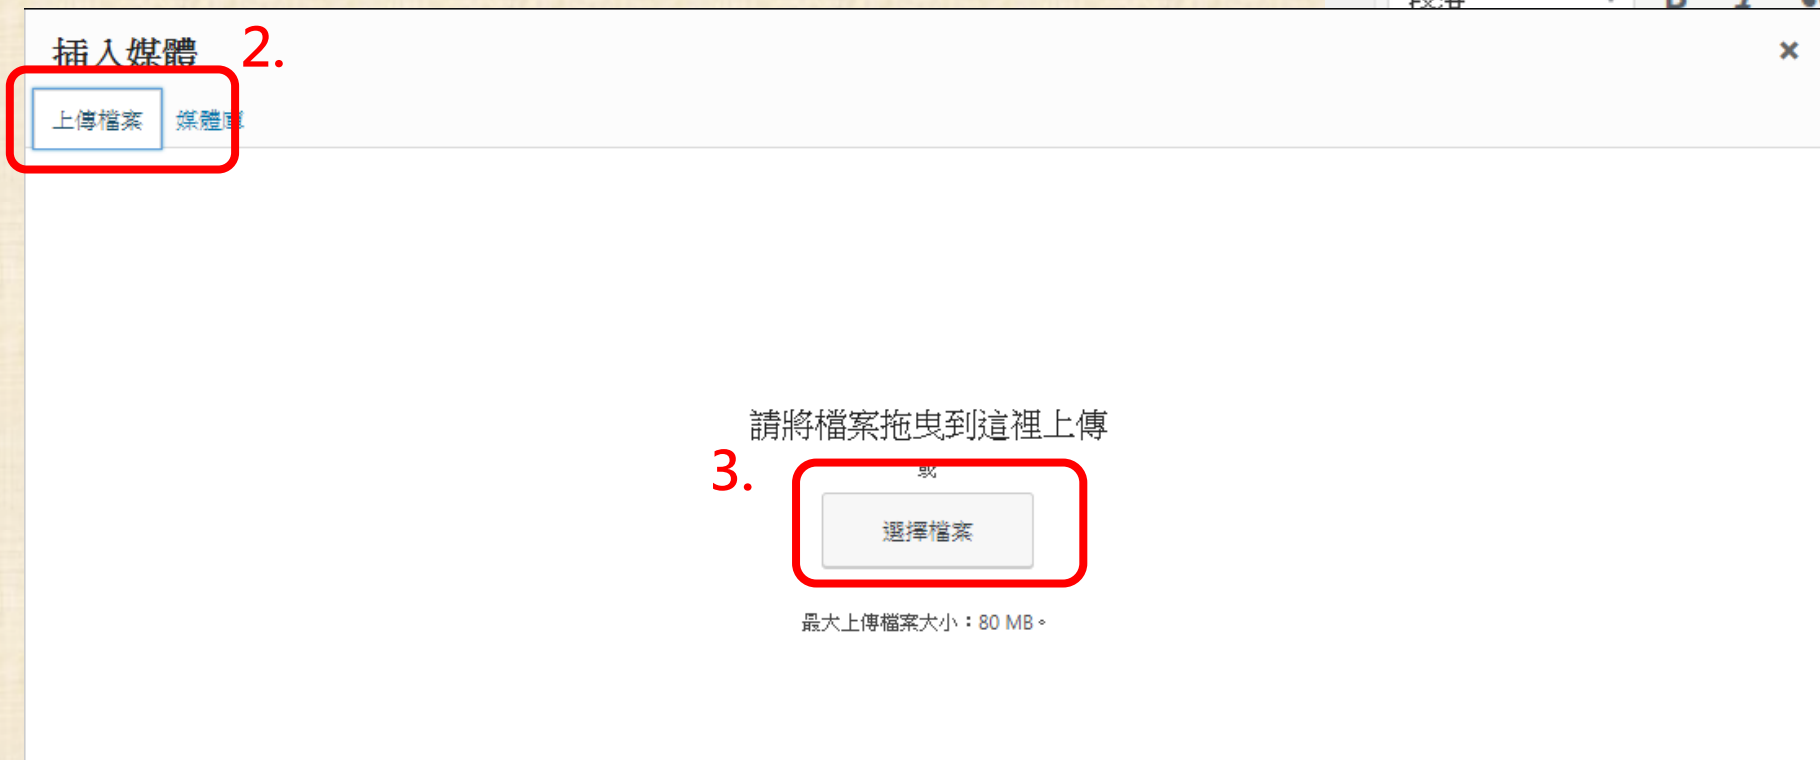 插入媒體 2.
上傳檔案 媒體庫
請將檔案拖曳到這裡上傳
或
3.
選擇檔案
最大上傳檔案大小：80 MB。